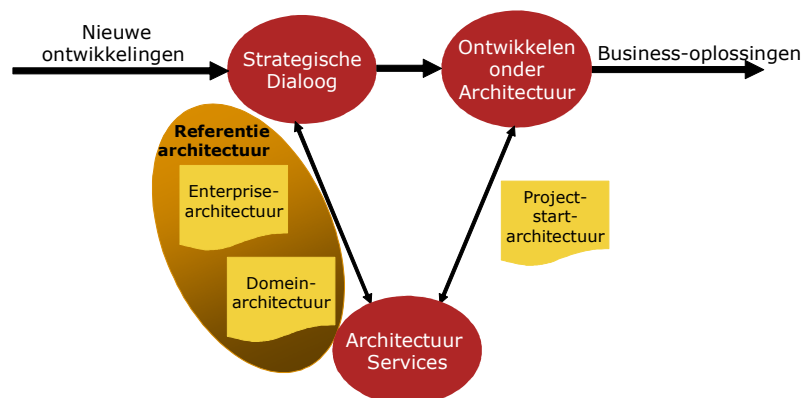 Nieuwe
ontwikkelingen
Strategische
Dialoog
Ontwikkelen
onder
Architectuur
Business-oplossingen
Referentie
architectuur
Enterprise-
architectuur
Domein-
architectuur
Project-
start-
architectuur
Architectuur
Services